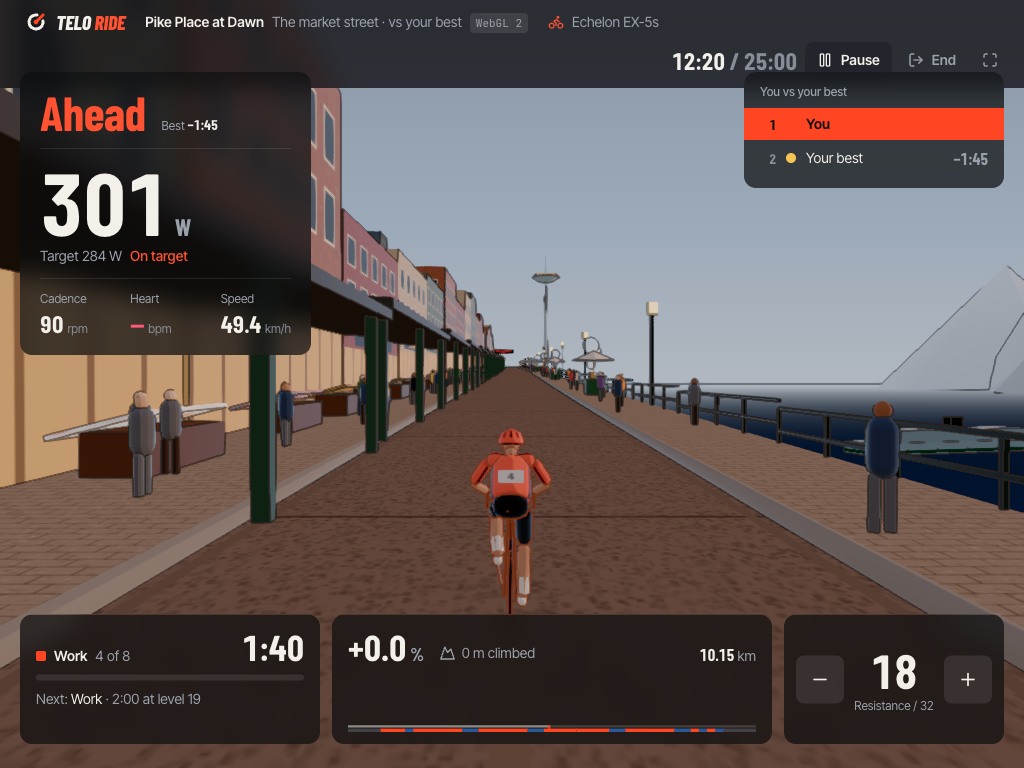 TELO RIDE Pike Place at Dawn The market street · vs your best WebGL 2 Echelon EX-5s
12:20 / 25:00 Pause End
Ahead Best −1:45
301 W
Target 284 W On target
Cadence Heart Speed
90 rpm — bpm 49.4 km/h
You vs your best
1 You
2 Your best −1:45
4
Work 4 of 8 1:40
Next: Work · 2:00 at level 19
+0.0 % 0 m climbed 10.15 km
− 18 +
Resistance / 32